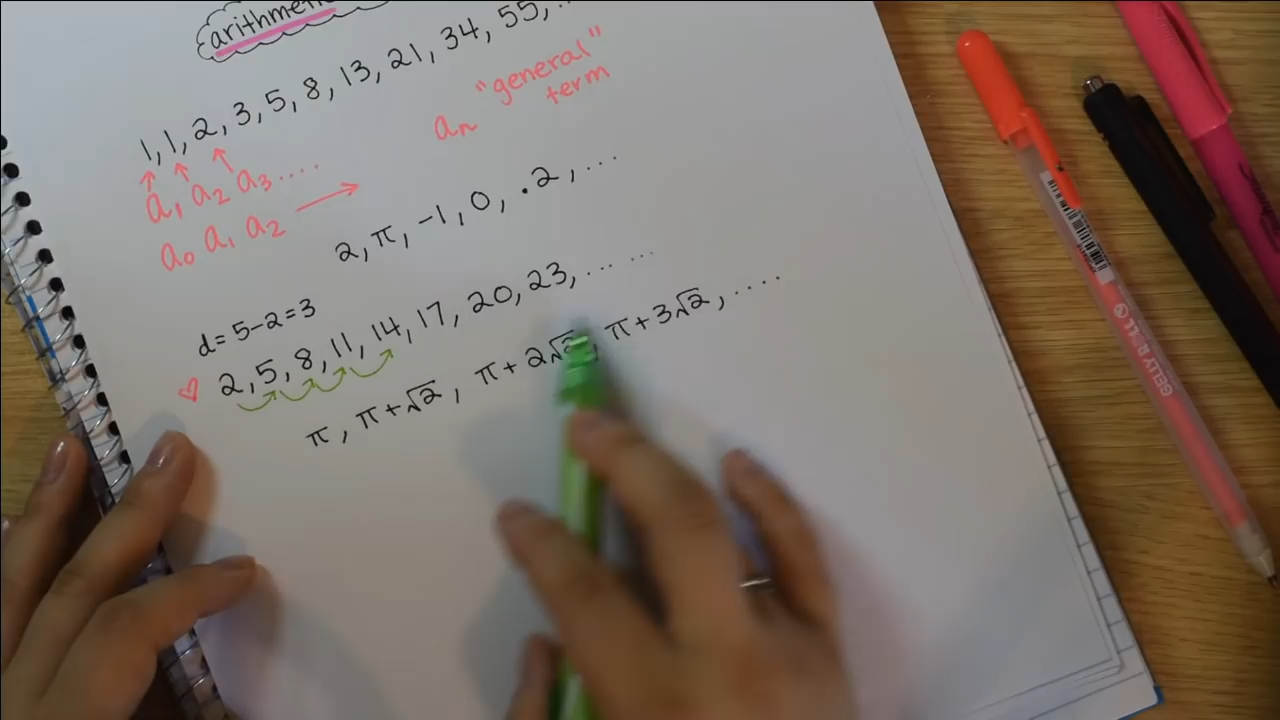 1, 1, 2, 3, 5, 8, 13, 21, 34, 55, ..
a₁ a₂ a₃ ....
a₀ a₁ a₂
aₙ "general"
term
2, π, -1, 0, .2, ...
d = 5-2 = 3
2, 5, 8, 11, 14, 17, 20, 23, ... ...
π, π+√2, π+2√2, π+3√2, ....
GELLY ROLL